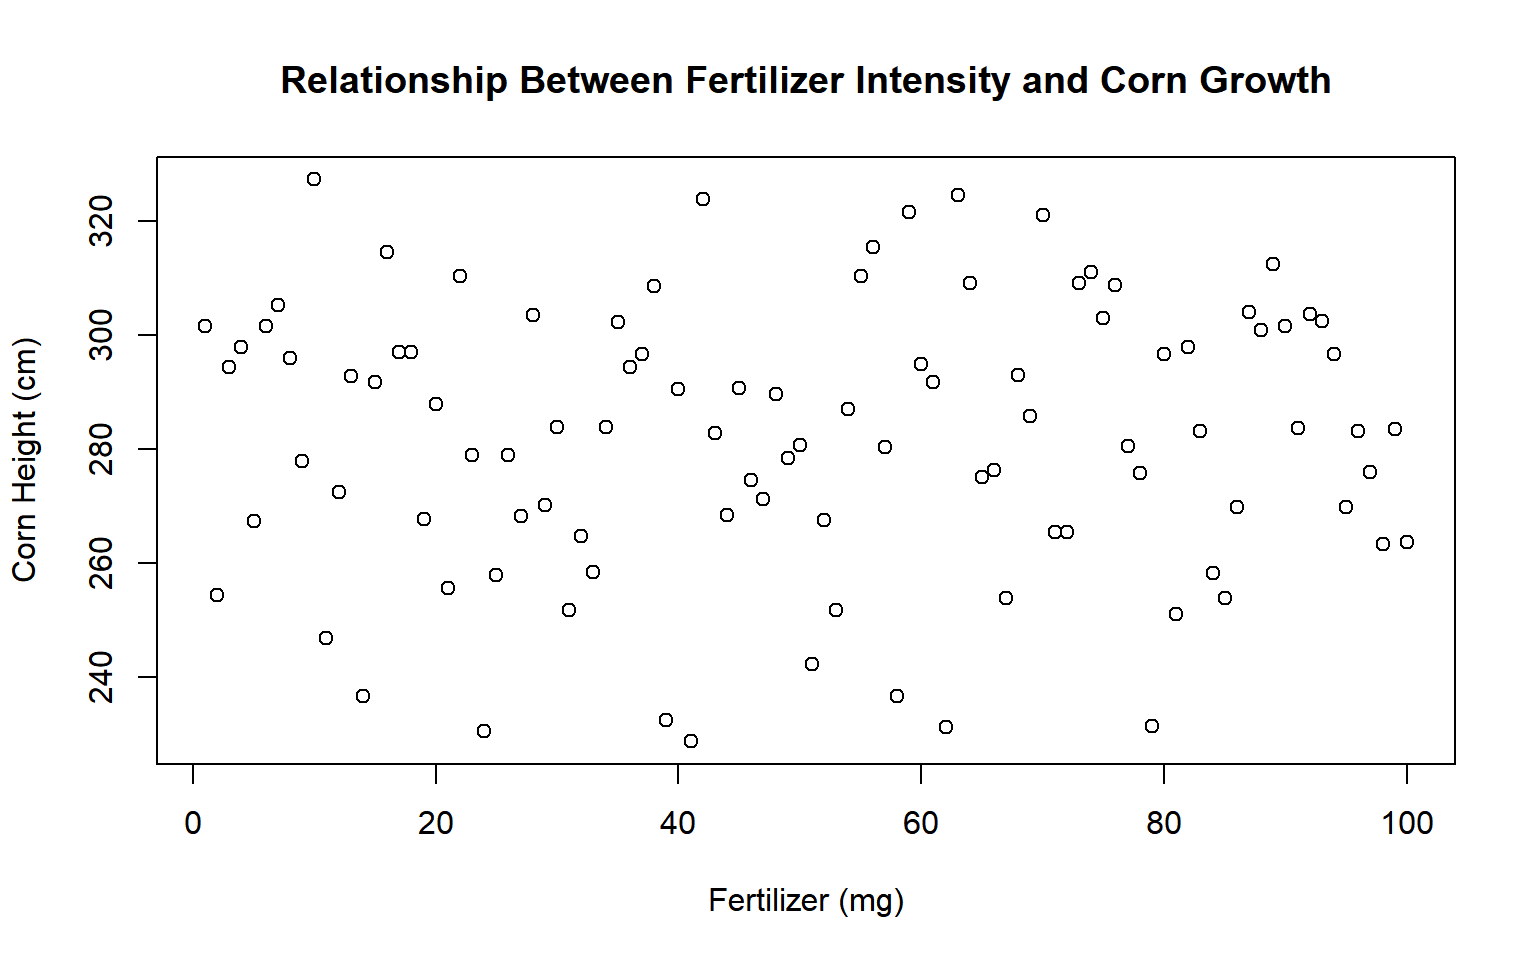 Relationship Between Fertilizer Intensity and Corn Growth
Corn Height (cm)
320
300
280
260
240
0 20 40 60 80 100
Fertilizer (mg)